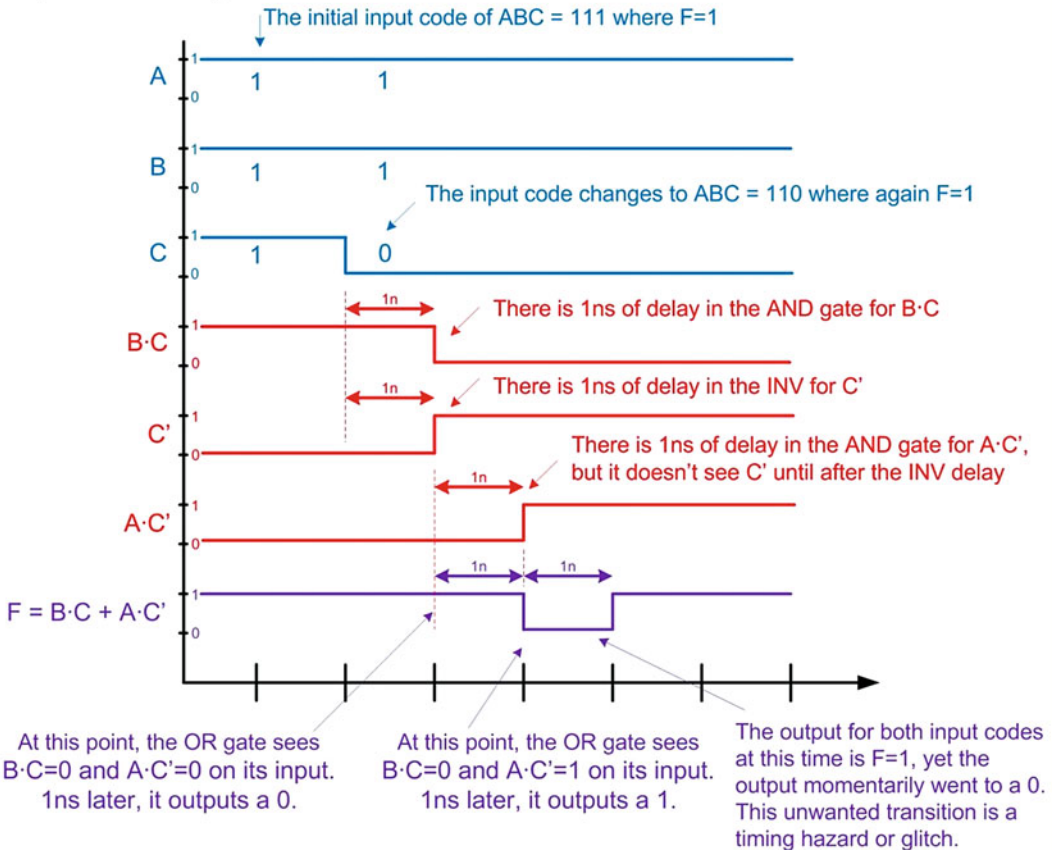 The initial input code of ABC = 111 where F=1
A
1
0
1
1
B
1
0
1
1
The input code changes to ABC = 110 where again F=1
C
1
0
1
0
1n
There is 1ns of delay in the AND gate for B·C
B·C
1
0
1n
There is 1ns of delay in the INV for C'
C'
1
0
There is 1ns of delay in the AND gate for A·C',
but it doesn't see C' until after the INV delay
1n
A·C'
1
0
1n
1n
F = B·C + A·C'
1
0
At this point, the OR gate sees
B·C=0 and A·C'=0 on its input.
1ns later, it outputs a 0.
At this point, the OR gate sees
B·C=0 and A·C'=1 on its input.
1ns later, it outputs a 1.
The output for both input codes
at this time is F=1, yet the
output momentarily went to a 0.
This unwanted transition is a
timing hazard or glitch.